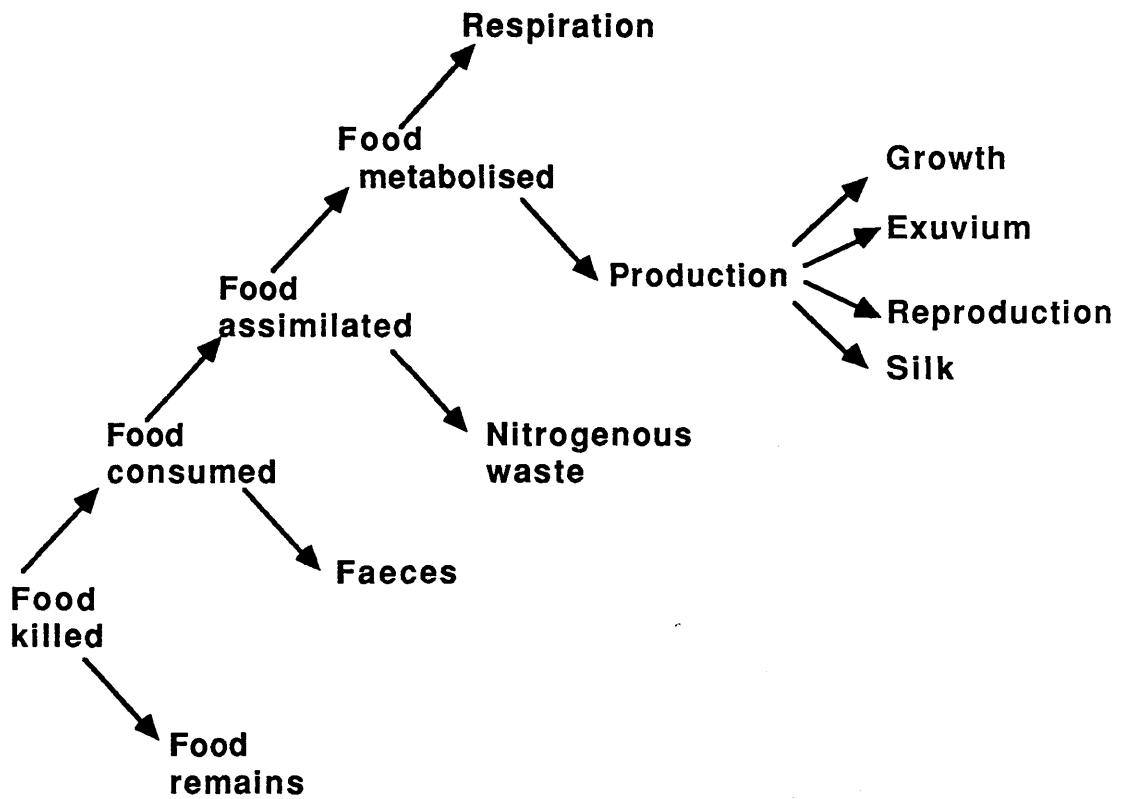 Respiration
Food
metabolised
Growth
Exuvium
Production
Reproduction
Silk
Food
assimilated
Nitrogenous
waste
Food
consumed
Faeces
Food
killed
Food
remains